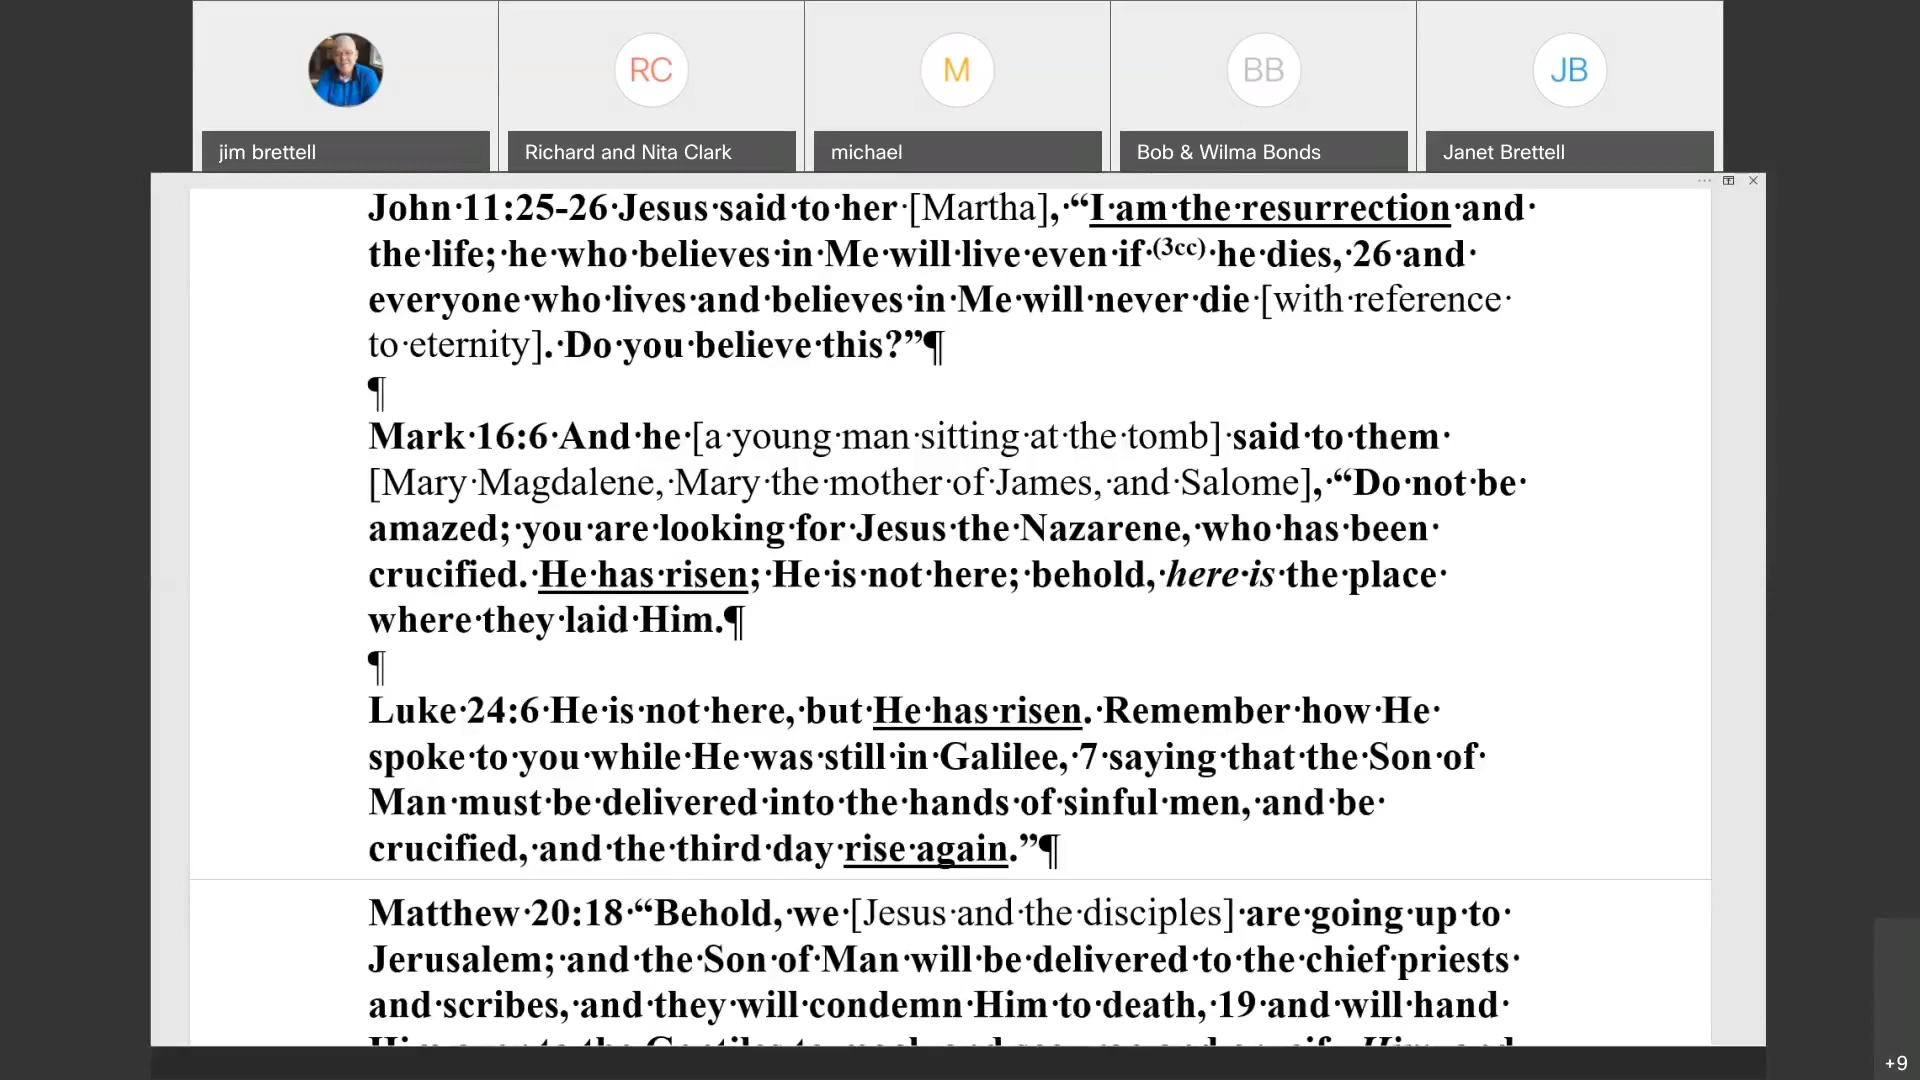 RC
M
BB
JB
jim brettell
Richard and Nita Clark
michael
Bob & Wilma Bonds
Janet Brettell
John·11:25-26·Jesus·said·to·her·[Martha],·“I·am·the·resurrection·and·
the·life;·he·who·believes·in·Me·will·live·even·if·(3cc)·he·dies,·26·and·
everyone·who·lives·and·believes·in·Me·will·never·die·[with·reference·
to·eternity].·Do·you·believe·this?”¶
¶
Mark·16:6·And·he·[a·young·man·sitting·at·the·tomb]·said·to·them·
[Mary·Magdalene,·Mary·the·mother·of·James,·and·Salome],·“Do·not·be·
amazed;·you·are·looking·for·Jesus·the·Nazarene,·who·has·been·
crucified.·He·has·risen;·He·is·not·here;·behold,·here·is·the·place·
where·they·laid·Him.¶
¶
Luke·24:6·He·is·not·here,·but·He·has·risen.·Remember·how·He·
spoke·to·you·while·He·was·still·in·Galilee,·7·saying·that·the·Son·of·
Man·must·be·delivered·into·the·hands·of·sinful·men,·and·be·
crucified,·and·the·third·day·rise·again.”¶
Matthew·20:18·“Behold,·we·[Jesus·and·the·disciples]·are·going·up·to·
Jerusalem;·and·the·Son·of·Man·will·be·delivered·to·the·chief·priests·
and·scribes,·and·they·will·condemn·Him·to·death,·19·and·will·hand·
+9